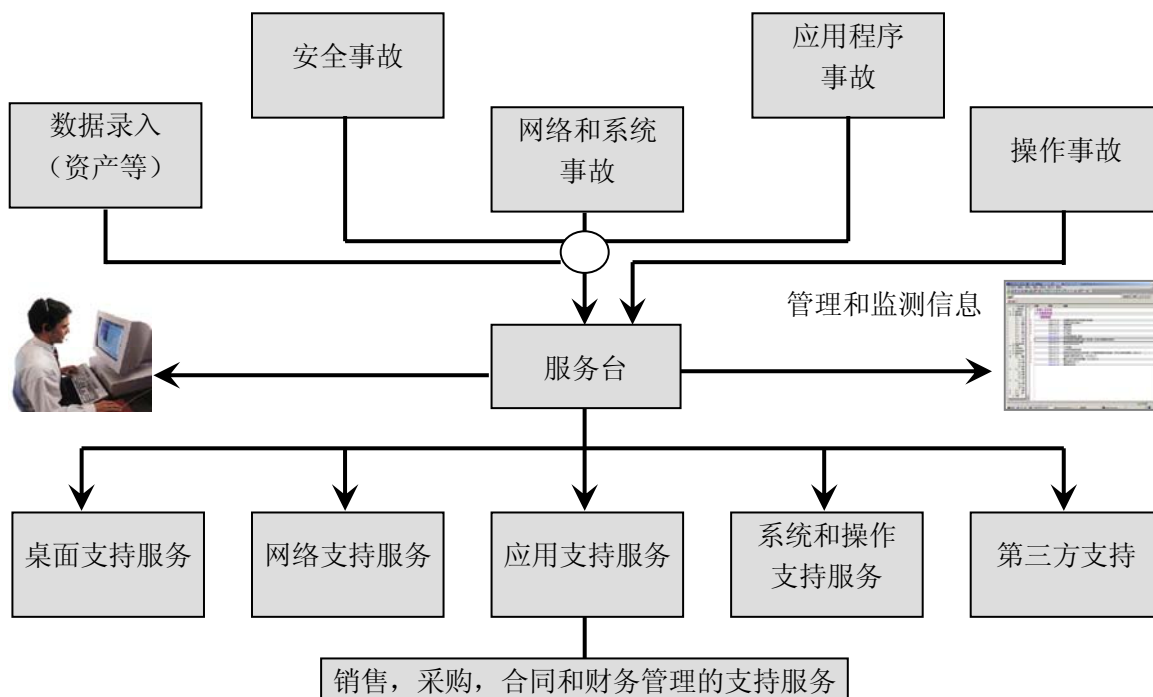 安全事故
应用程序
事故
数据录入
（资产等）
网络和系统
事故
操作事故
管理和监测信息
服务台
桌面支持服务
网络支持服务
应用支持服务
系统和操作
支持服务
第三方支持
销售，采购，合同和财务管理的支持服务